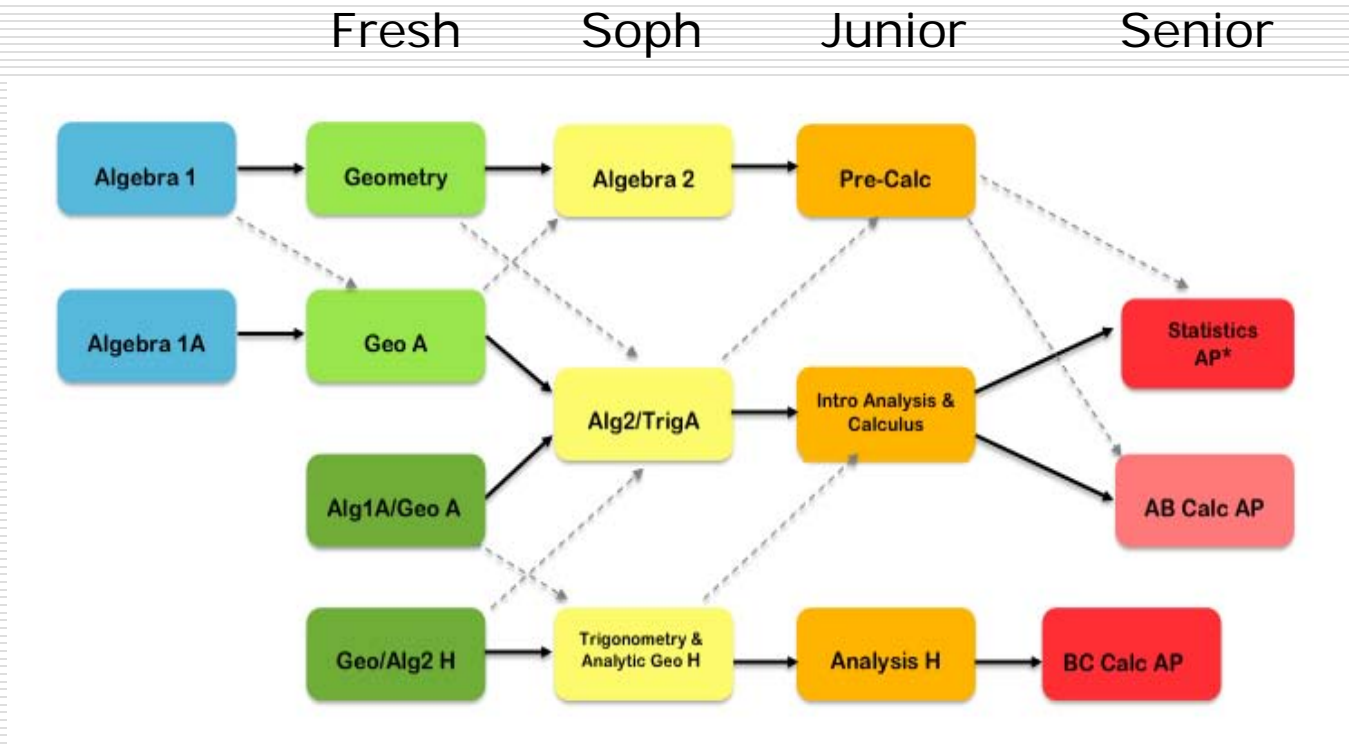 Fresh Soph Junior Senior
Algebra 1
Geometry
Algebra 2
Pre-Calc
Algebra 1A
Geo A
Statistics
AP*
Alg2/TrigA
Intro Analysis &
Calculus
Alg1A/Geo A
AB Calc AP
Geo/Alg2 H
Trigonometry &
Analytic Geo H
Analysis H
BC Calc AP